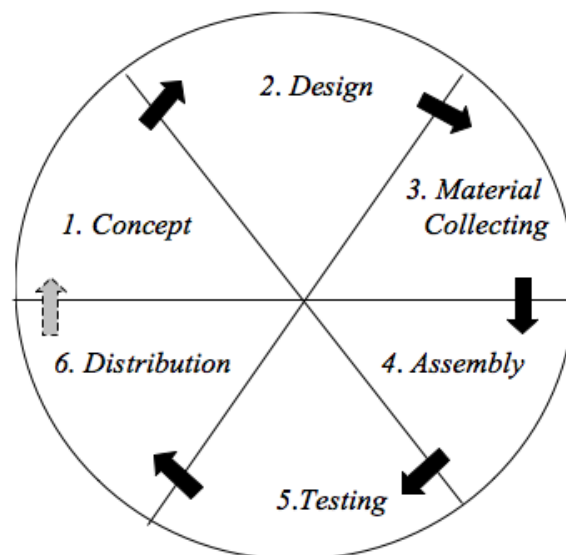 1. Concept
2. Design
3. Material
Collecting
4. Assembly
5.Testing
6. Distribution